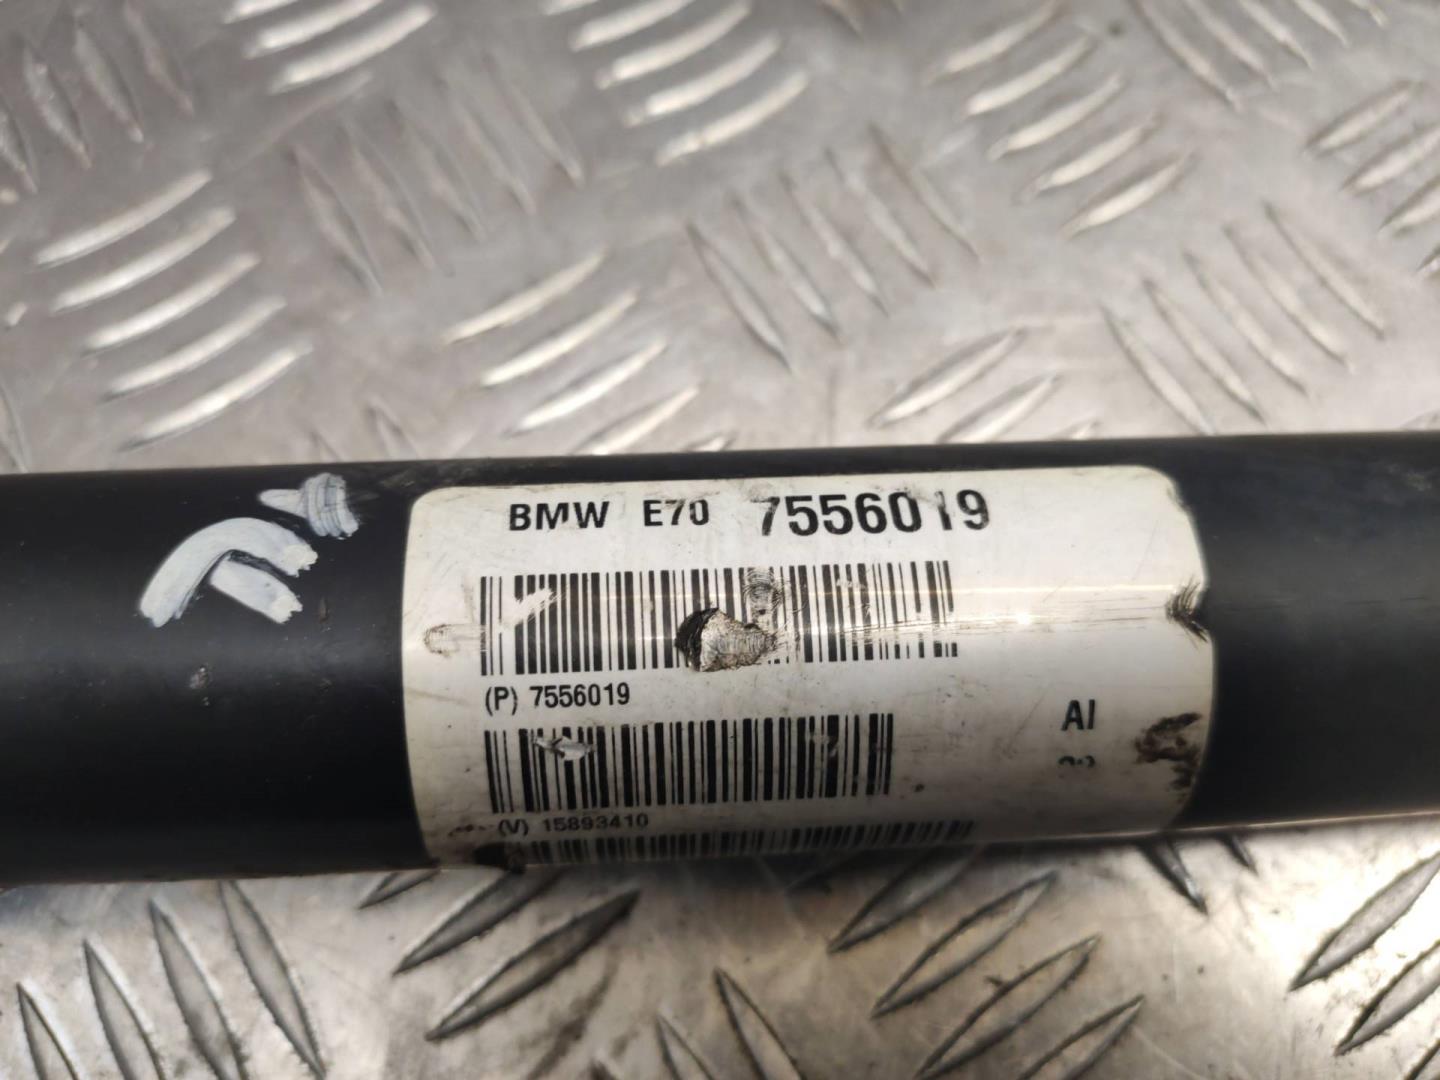 BMW E70 7556019
(P) 7556019
AI
(V) 15893410